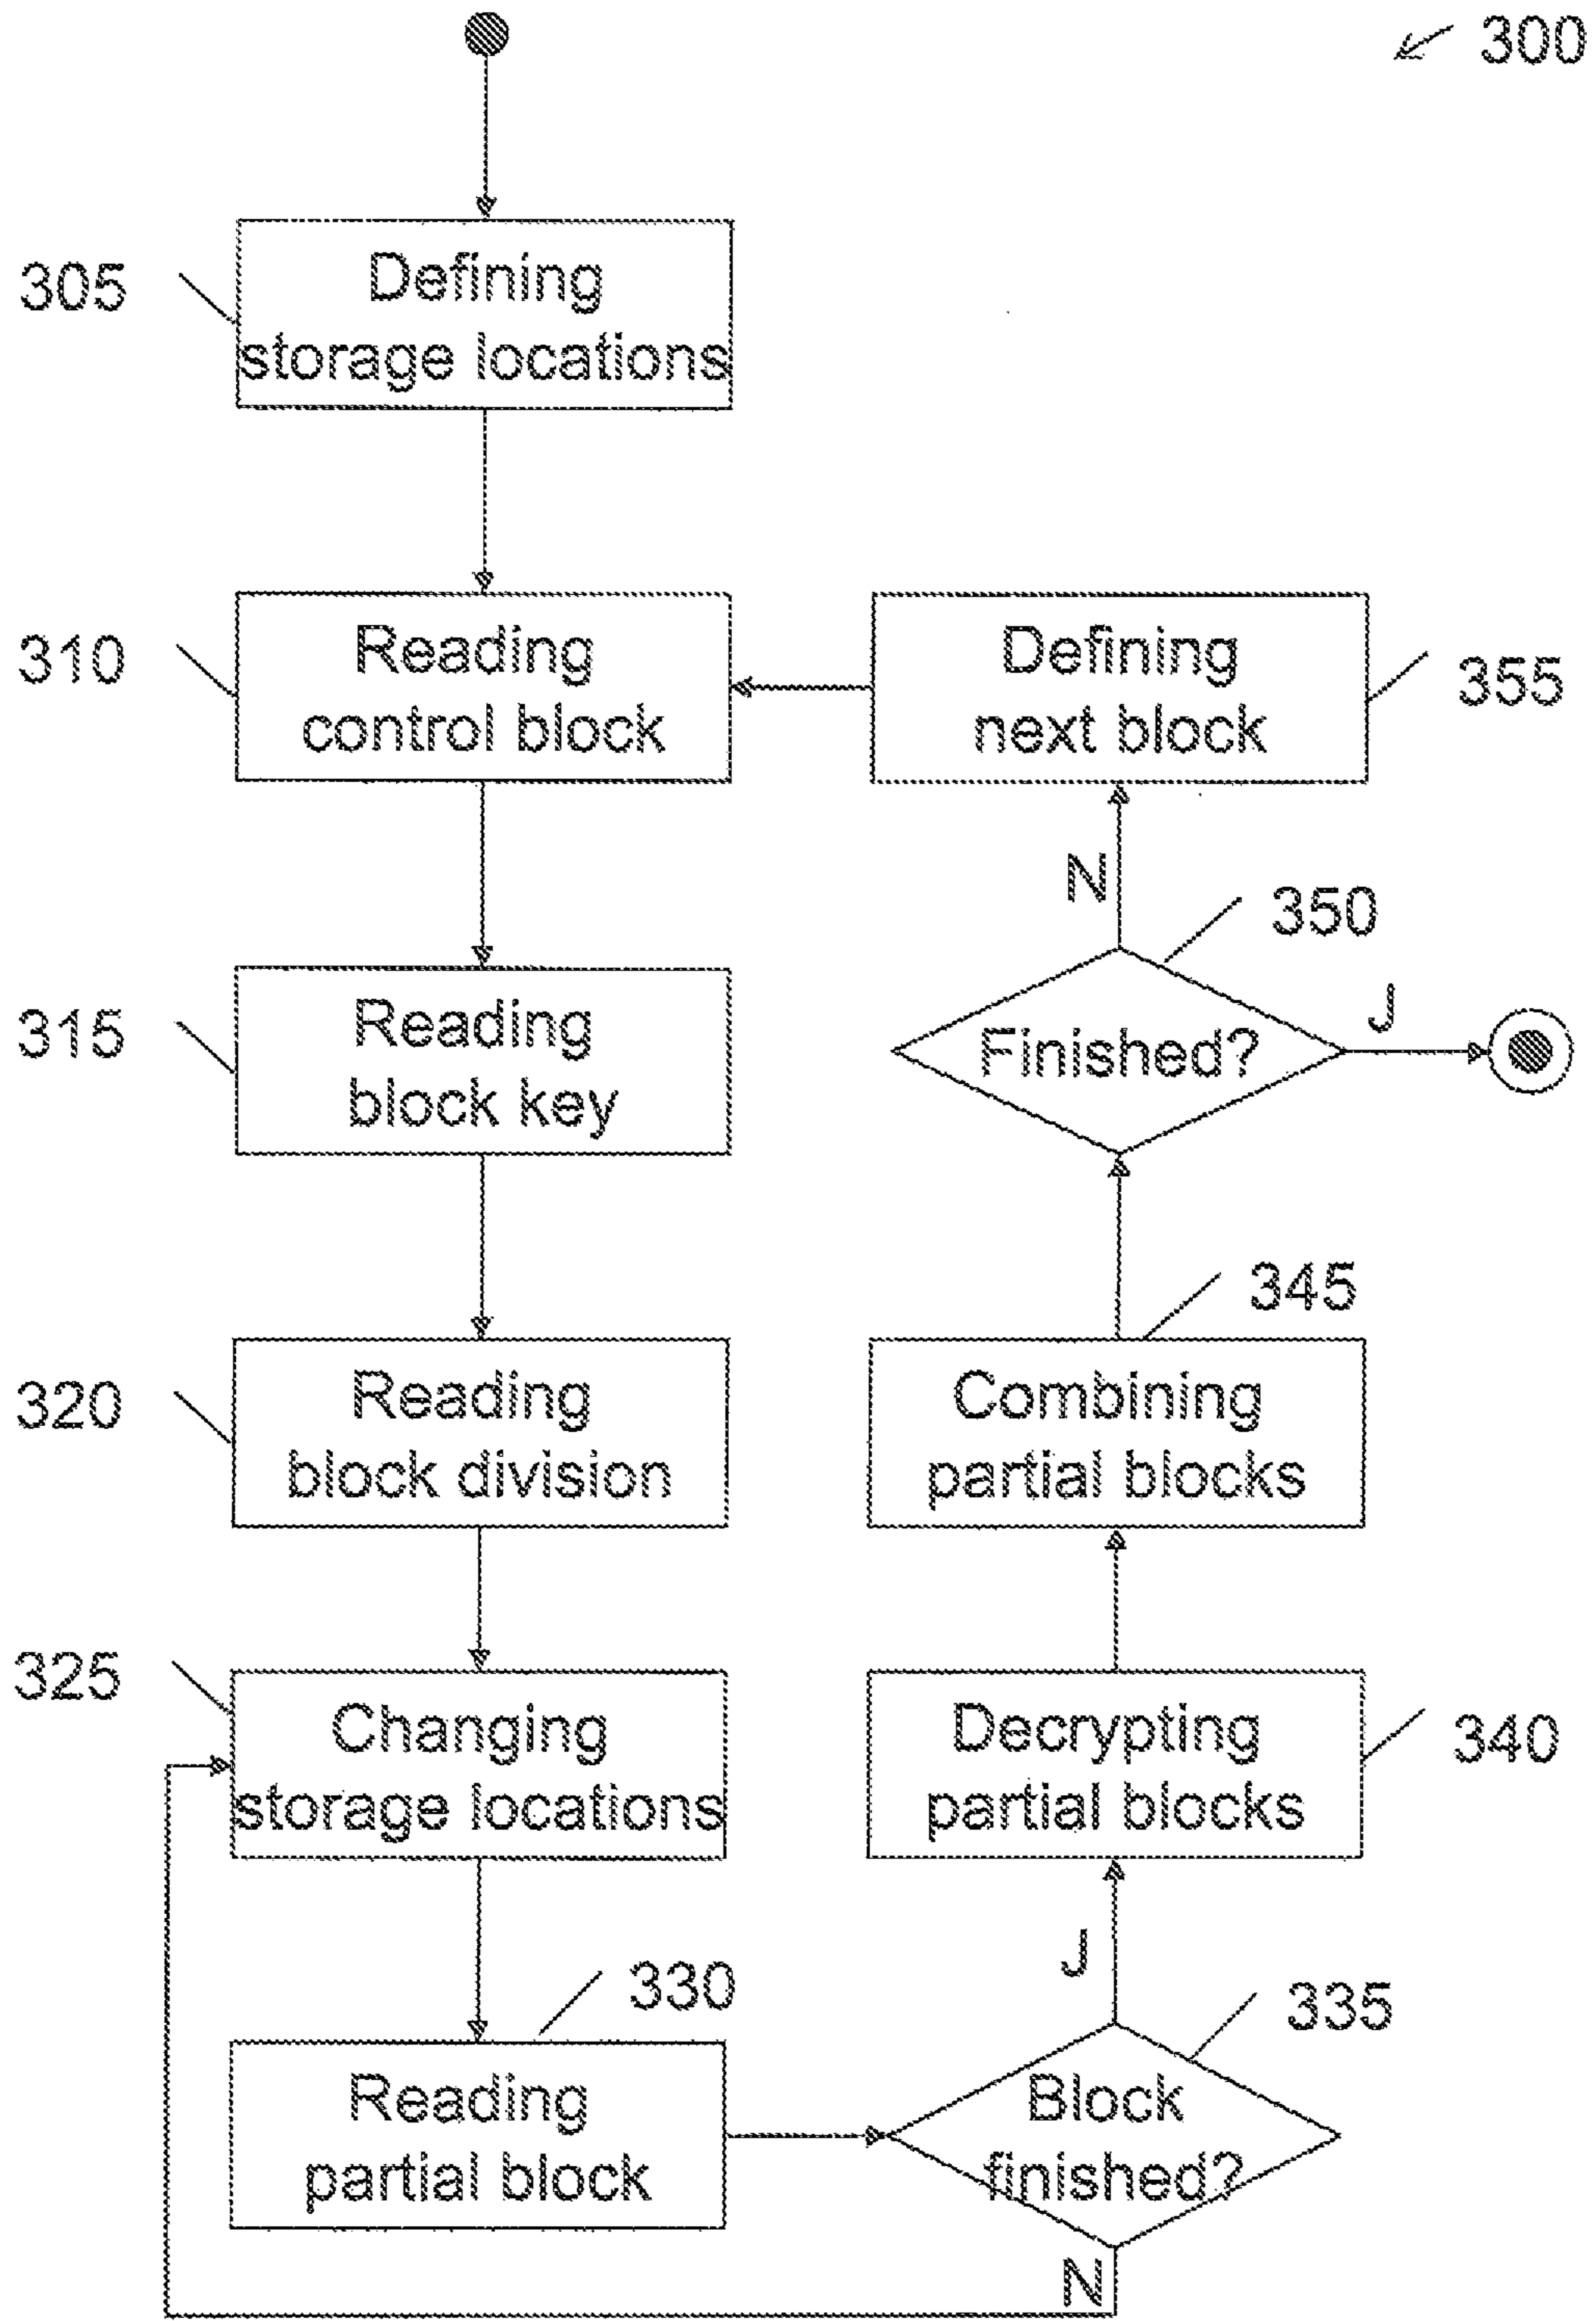 300
305
Defining
storage locations
310
Reading
control block
Defining
next block
355
N
350
315
Reading
block key
Finished?
J
345
320
Reading
block division
Combining
partial blocks
325
Changing
storage locations
Decrypting
partial blocks
340
J
330
335
Reading
partial block
Block
finished?
N